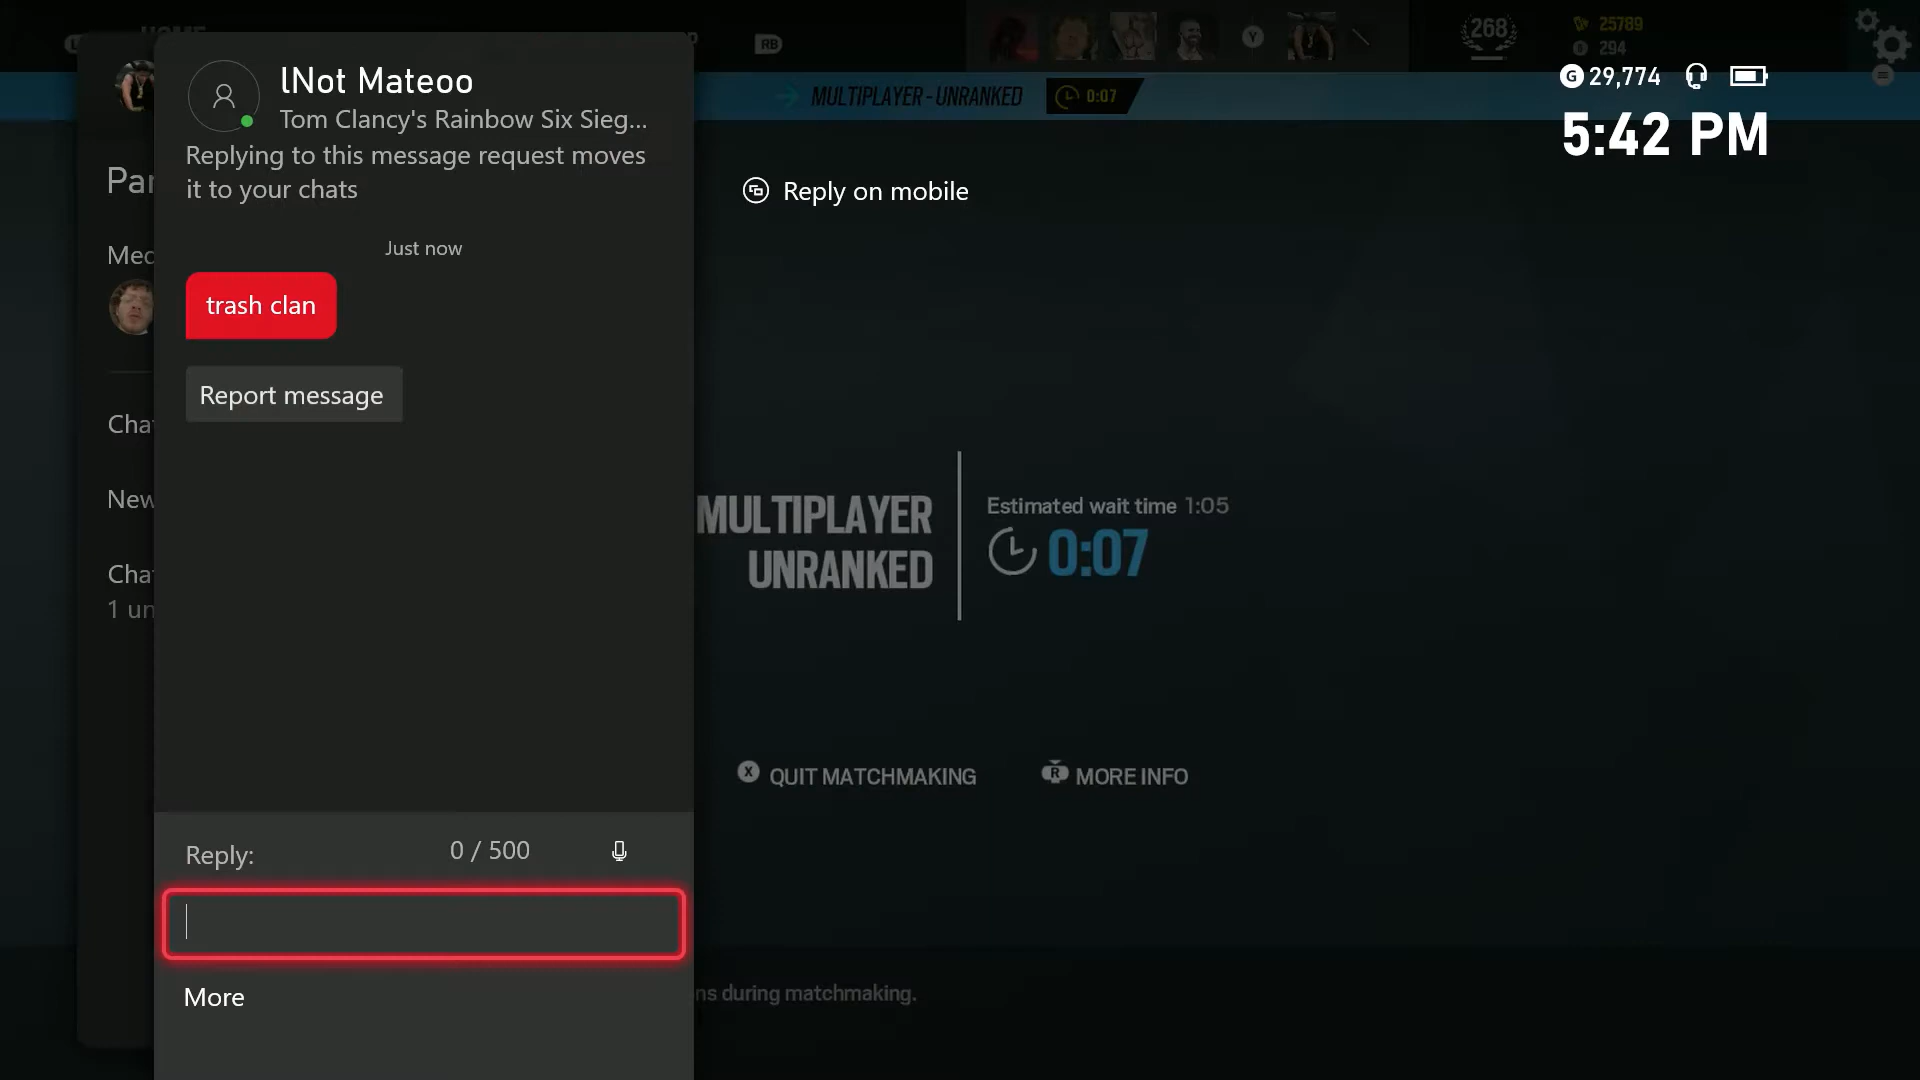 RB
268
25789
294
lNot Mateoo
Tom Clancy's Rainbow Six Sieg...
Replying to this message request moves
it to your chats
MULTIPLAYER - UNRANKED
0:07
G 29,774
5:42 PM
Reply on mobile
Just now
trash clan
Report message
MULTIPLAYER
UNRANKED
Estimated wait time 1:05
0:07
X QUIT MATCHMAKING
R MORE INFO
Reply:
0 / 500
More
ns during matchmaking.
Y
Par
Med
Cha
New
Cha
1 un